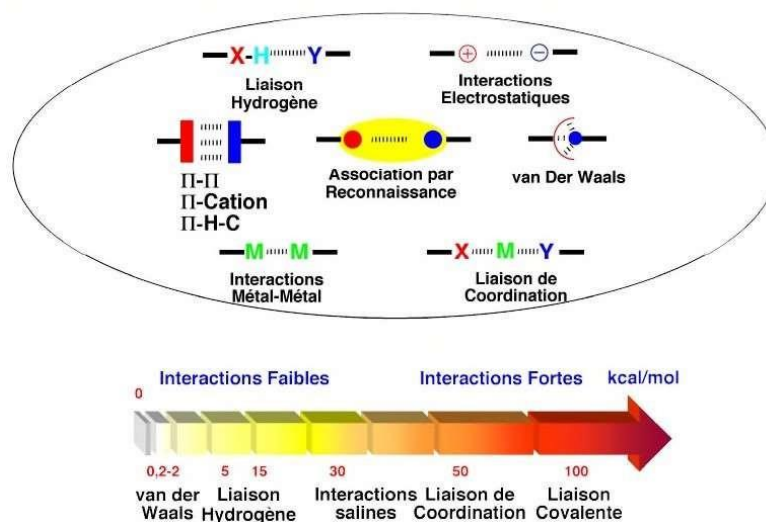 X-H Y
Liaison
Hydrogène
+ −
Interactions
Electrostatiques
Π-Π
Π-Cation
Π-H-C
Association par
Reconnaissance
van Der Waals
M M
Interactions
Métal-Métal
X M Y
Liaison de
Coordination
Interactions Faibles
Interactions Fortes
kcal/mol
0
0,2-2 5 15 30 50 100
van der
Waals
Liaison
Hydrogène
Interactions
salines
Liaison de
Coordination
Liaison
Covalente